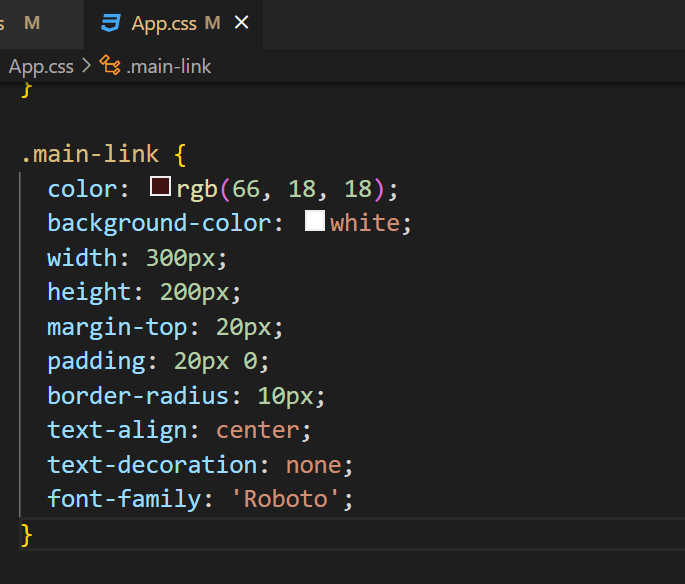 s M App.css M
App.css > .main-link
}
.main-link {
color: rgb(66, 18, 18);
background-color: white;
width: 300px;
height: 200px;
margin-top: 20px;
padding: 20px 0;
border-radius: 10px;
text-align: center;
text-decoration: none;
font-family: 'Roboto';
}